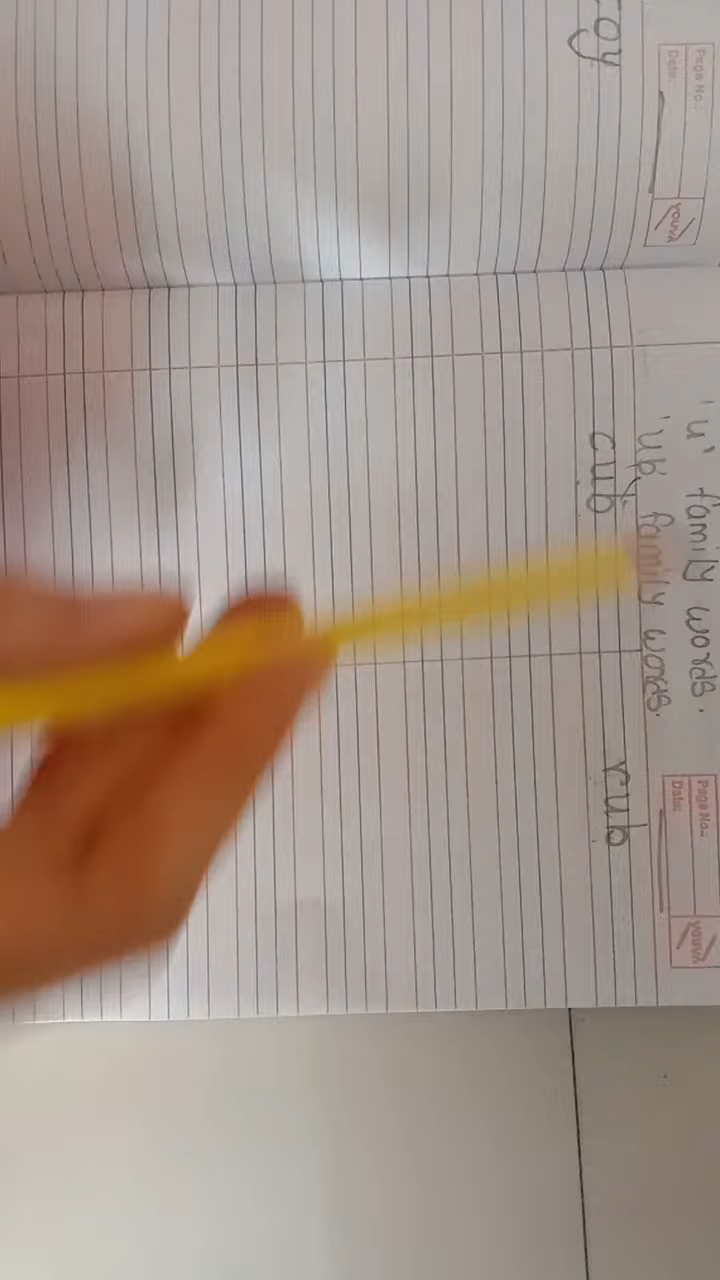 oy
Page No.:
Date:
YOUVA
'u' family words.
'ub' family words.
cub rub
Page No.:
Date:
YOUVA